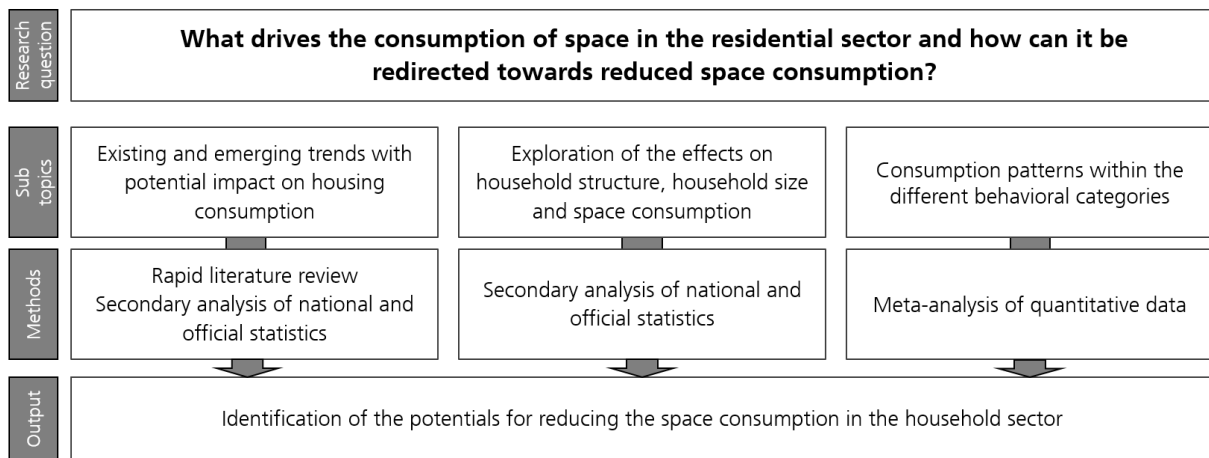 Research
question
What drives the consumption of space in the residential sector and how can it be
redirected towards reduced space consumption?
Sub
topics
Existing and emerging trends with
potential impact on housing
consumption
Exploration of the effects on
household structure, household size
and space consumption
Consumption patterns within the
different behavioral categories
Methods
Rapid literature review
Secondary analysis of national and
official statistics
Secondary analysis of national and
official statistics
Meta-analysis of quantitative data
Output
Identification of the potentials for reducing the space consumption in the household sector